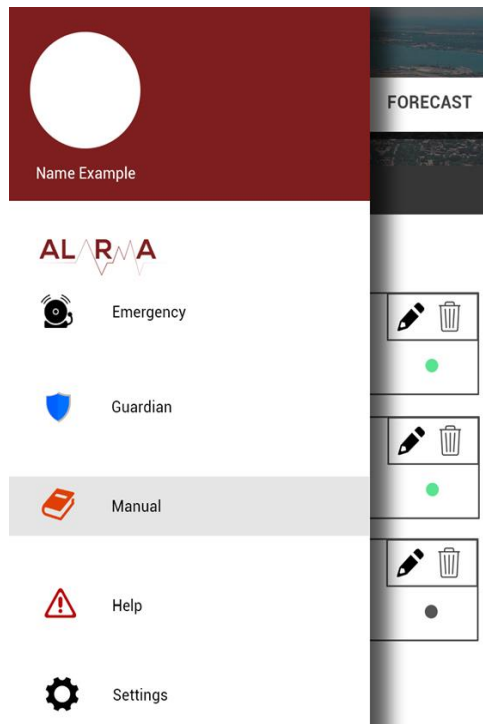 FORECAST
Name Example
ALARMA
Emergency
Guardian
Manual
Help
Settings